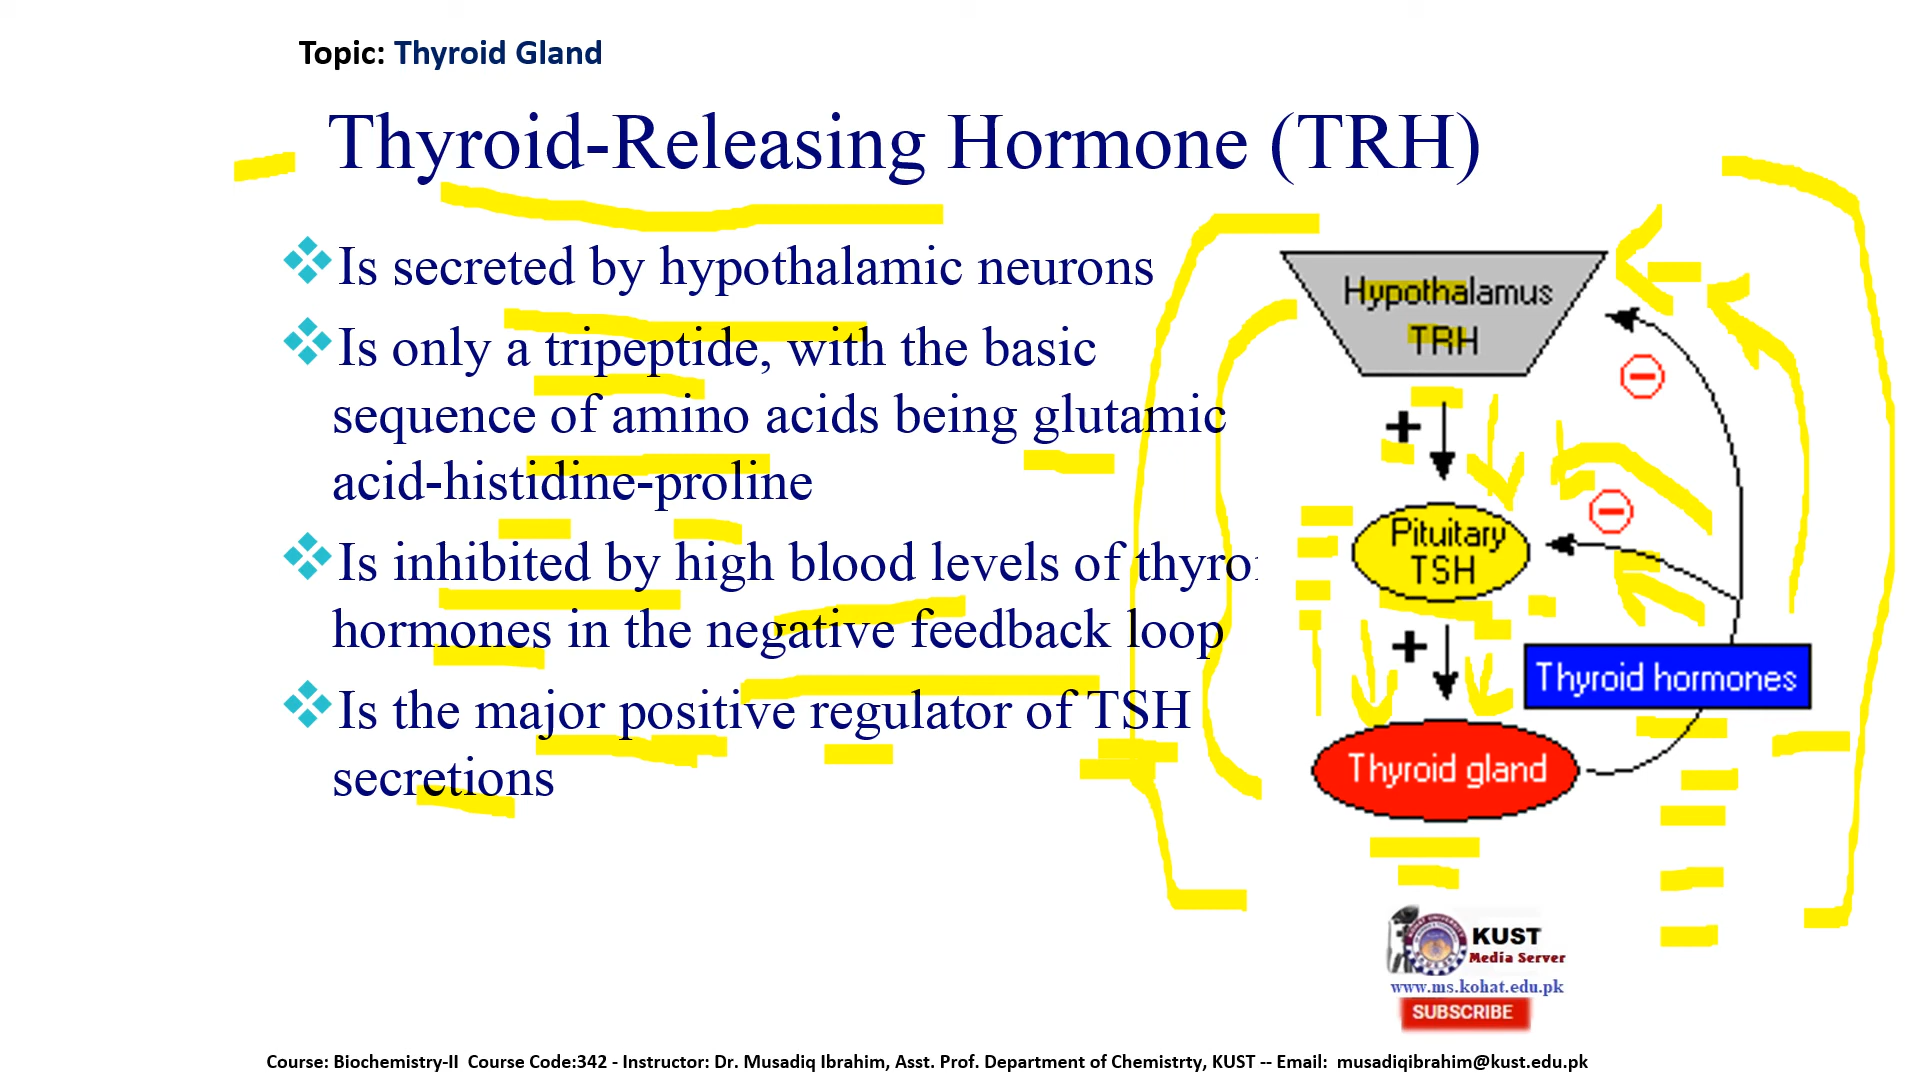 Topic: Thyroid Gland
Thyroid-Releasing Hormone (TRH)
Is secreted by hypothalamic neurons
Is only a tripeptide, with the basic
sequence of amino acids being glutamic
acid-histidine-proline
Is inhibited by high blood levels of
hormones in the negative feedback loop
Is the major positive regulator of TSH
secretions
Hypothalamus
TRH
+
Pituitary
TSH
+
Thyroid hormones
Thyroid gland
KUST
Media Server
www.ms.kohat.edu.pk
SUBSCRIBE
Course: Biochemistry-II Course Code:342 - Instructor: Dr. Musadiq Ibrahim, Asst. Prof. Department of Chemistrty, KUST -- Email: musadiqibrahim@kust.edu.pk